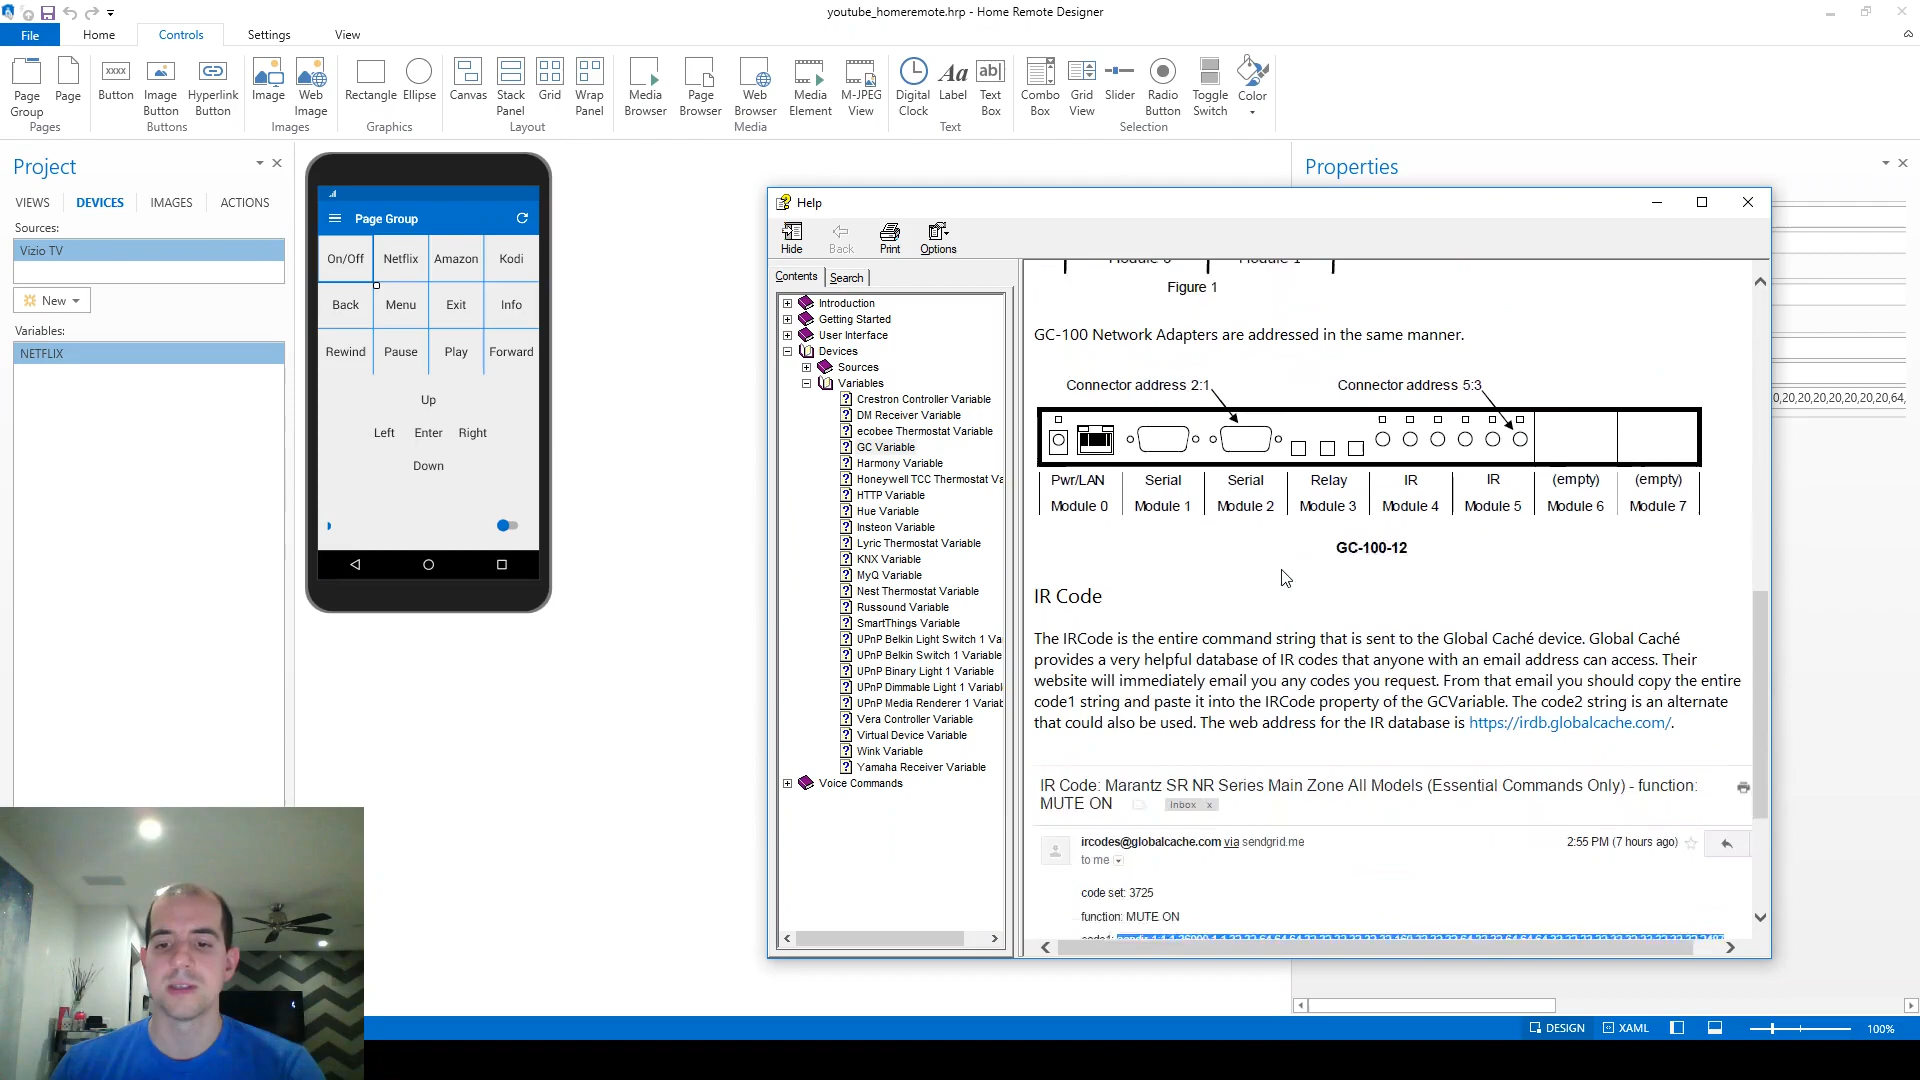 youtube_homeremote.hrp - Home Remote Designer
File
Home
Controls
Settings
View
Page Group
Page
Pages
Button
Image Button
Hyperlink Button
Buttons
Image
Web Image
Images
Rectangle
Ellipse
Graphics
Canvas
Stack Panel
Grid
Wrap Panel
Layout
Media Browser
Page Browser
Web Browser
Media Element
M-JPEG View
Media
Digital Clock
Label
Text Box
Text
Combo Box
Grid View
Slider
Radio Button
Toggle Switch
Color
Selection
xxxx
Aa
ab|
Project
VIEWS
DEVICES
IMAGES
ACTIONS
Sources:
Vizio TV
New
Variables:
NETFLIX
Page Group
On/Off
Netflix
Amazon
Kodi
Back
Menu
Exit
Info
Rewind
Pause
Play
Forward
Up
Left
Enter
Right
Down
Properties
0,20,20,20,20,20,64,
Help
Hide
Back
Print
Options
Contents
Search
Introduction
Getting Started
User Interface
Devices
Sources
Variables
Crestron Controller Variable
DM Receiver Variable
ecobee Thermostat Variable
GC Variable
Harmony Variable
Honeywell TCC Thermostat Va
HTTP Variable
Hue Variable
Insteon Variable
Lyric Thermostat Variable
KNX Variable
MyQ Variable
Nest Thermostat Variable
Russound Variable
SmartThings Variable
UPnP Belkin Light Switch 1 Va
UPnP Belkin Switch 1 Variable
UPnP Binary Light 1 Variable
UPnP Dimmable Light 1 Variabl
UPnP Media Renderer 1 Variab
Vera Controller Variable
Virtual Device Variable
Wink Variable
Yamaha Receiver Variable
Voice Commands
Figure 1
GC-100 Network Adapters are addressed in the same manner.
Connector address 2:1
Connector address 5:3
Pwr/LAN
Serial
Serial
Relay
IR
IR
(empty)
(empty)
Module 0
Module 1
Module 2
Module 3
Module 4
Module 5
Module 6
Module 7
GC-100-12
IR Code
The IRCode is the entire command string that is sent to the Global Caché device. Global Caché
provides a very helpful database of IR codes that anyone with an email address can access. Their
website will immediately email you any codes you request. From that email you should copy the entire
code1 string and paste it into the IRCode property of the GCVariable. The code2 string is an alternate
that could also be used. The web address for the IR database is https://irdb.globalcache.com/.
IR Code: Marantz SR NR Series Main Zone All Models (Essential Commands Only) - function:
MUTE ON
Inbox x
ircodes@globalcache.com via sendgrid.me
2:55 PM (7 hours ago)
to me
code set: 3725
function: MUTE ON
DESIGN
XAML
100%